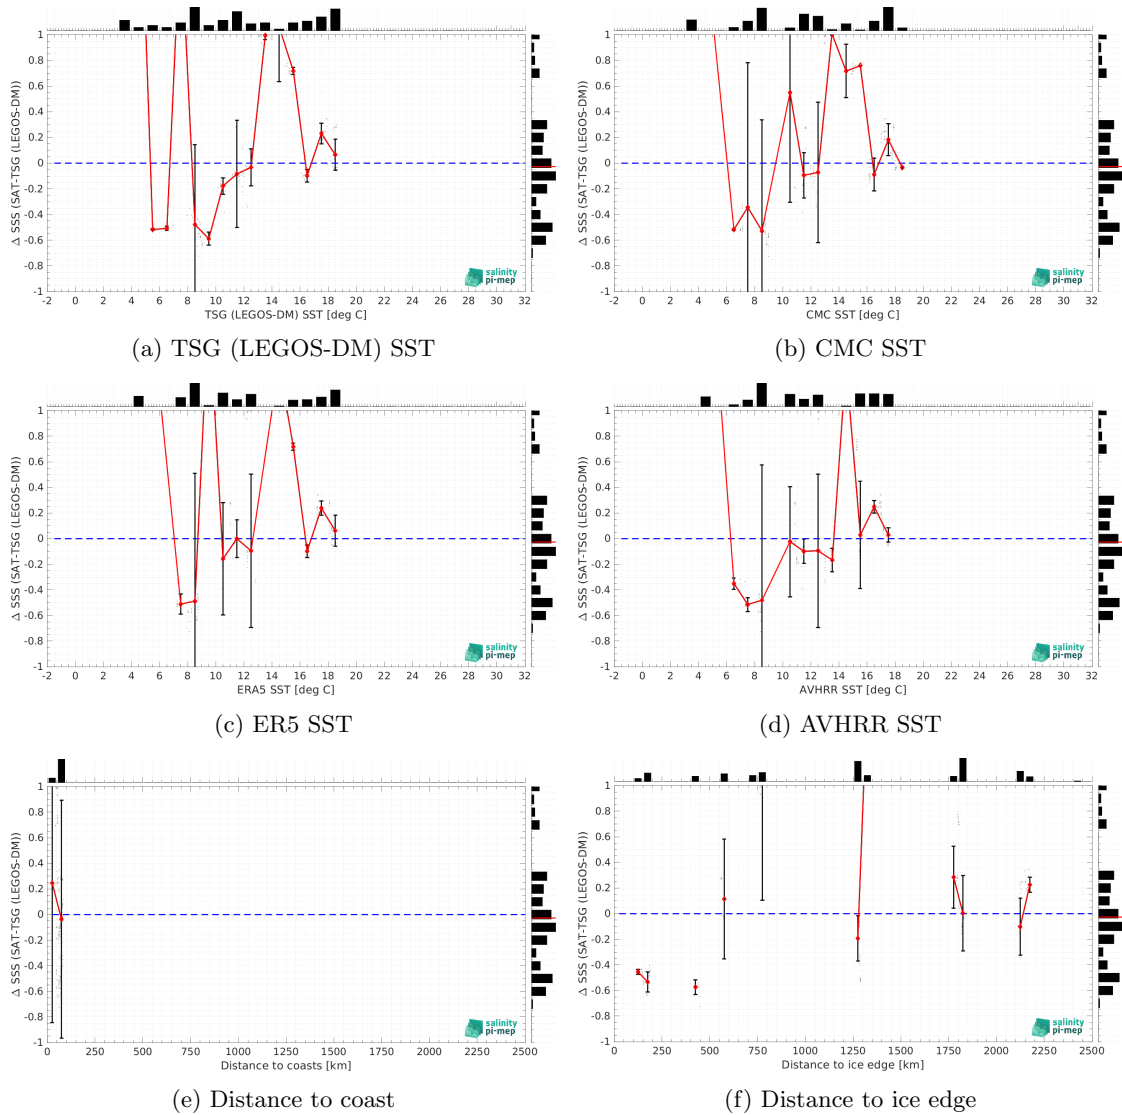 1
0.8
0.6
0.4
0.2
0
-0.2
-0.4
-0.6
-0.8
-1
Δ SSS (SAT-TSG (LEGOS-DM))
-2 0 2 4 6 8 10 12 14 16 18 20 22 24 26 28 30 32
TSG (LEGOS-DM) SST [deg C]
salinity
pi-mep
(a) TSG (LEGOS-DM) SST
1
0.8
0.6
0.4
0.2
0
-0.2
-0.4
-0.6
-0.8
-1
Δ SSS (SAT-TSG (LEGOS-DM))
-2 0 2 4 6 8 10 12 14 16 18 20 22 24 26 28 30 32
CMC SST [deg C]
salinity
pi-mep
(b) CMC SST
1
0.8
0.6
0.4
0.2
0
-0.2
-0.4
-0.6
-0.8
-1
Δ SSS (SAT-TSG (LEGOS-DM))
-2 0 2 4 6 8 10 12 14 16 18 20 22 24 26 28 30 32
ERA5 SST [deg C]
salinity
pi-mep
(c) ER5 SST
1
0.8
0.6
0.4
0.2
0
-0.2
-0.4
-0.6
-0.8
-1
Δ SSS (SAT-TSG (LEGOS-DM))
-2 0 2 4 6 8 10 12 14 16 18 20 22 24 26 28 30 32
AVHRR SST [deg C]
salinity
pi-mep
(d) AVHRR SST
1
0.8
0.6
0.4
0.2
0
-0.2
-0.4
-0.6
-0.8
-1
Δ SSS (SAT-TSG (LEGOS-DM))
0 250 500 750 1000 1250 1500 1750 2000 2250 2500
Distance to coasts [km]
salinity
pi-mep
(e) Distance to coast
1
0.8
0.6
0.4
0.2
0
-0.2
-0.4
-0.6
-0.8
-1
Δ SSS (SAT-TSG (LEGOS-DM))
0 250 500 750 1000 1250 1500 1750 2000 2250 2500
Distance to ice edge [km]
salinity
pi-mep
(f) Distance to ice edge